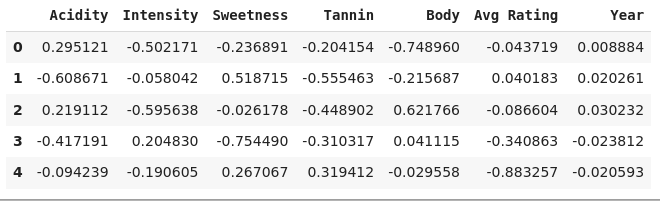 Acidity Intensity Sweetness Tannin Body Avg Rating Year
0 0.295121 -0.502171 -0.236891 -0.204154 -0.748960 -0.043719 0.008884
1 -0.608671 -0.058042 0.518715 -0.555463 -0.215687 0.040183 0.020261
2 0.219112 -0.595638 -0.026178 -0.448902 0.621766 -0.086604 0.030232
3 -0.417191 0.204830 -0.754490 -0.310317 0.041115 -0.340863 -0.023812
4 -0.094239 -0.190605 0.267067 0.319412 -0.029558 -0.883257 -0.020593